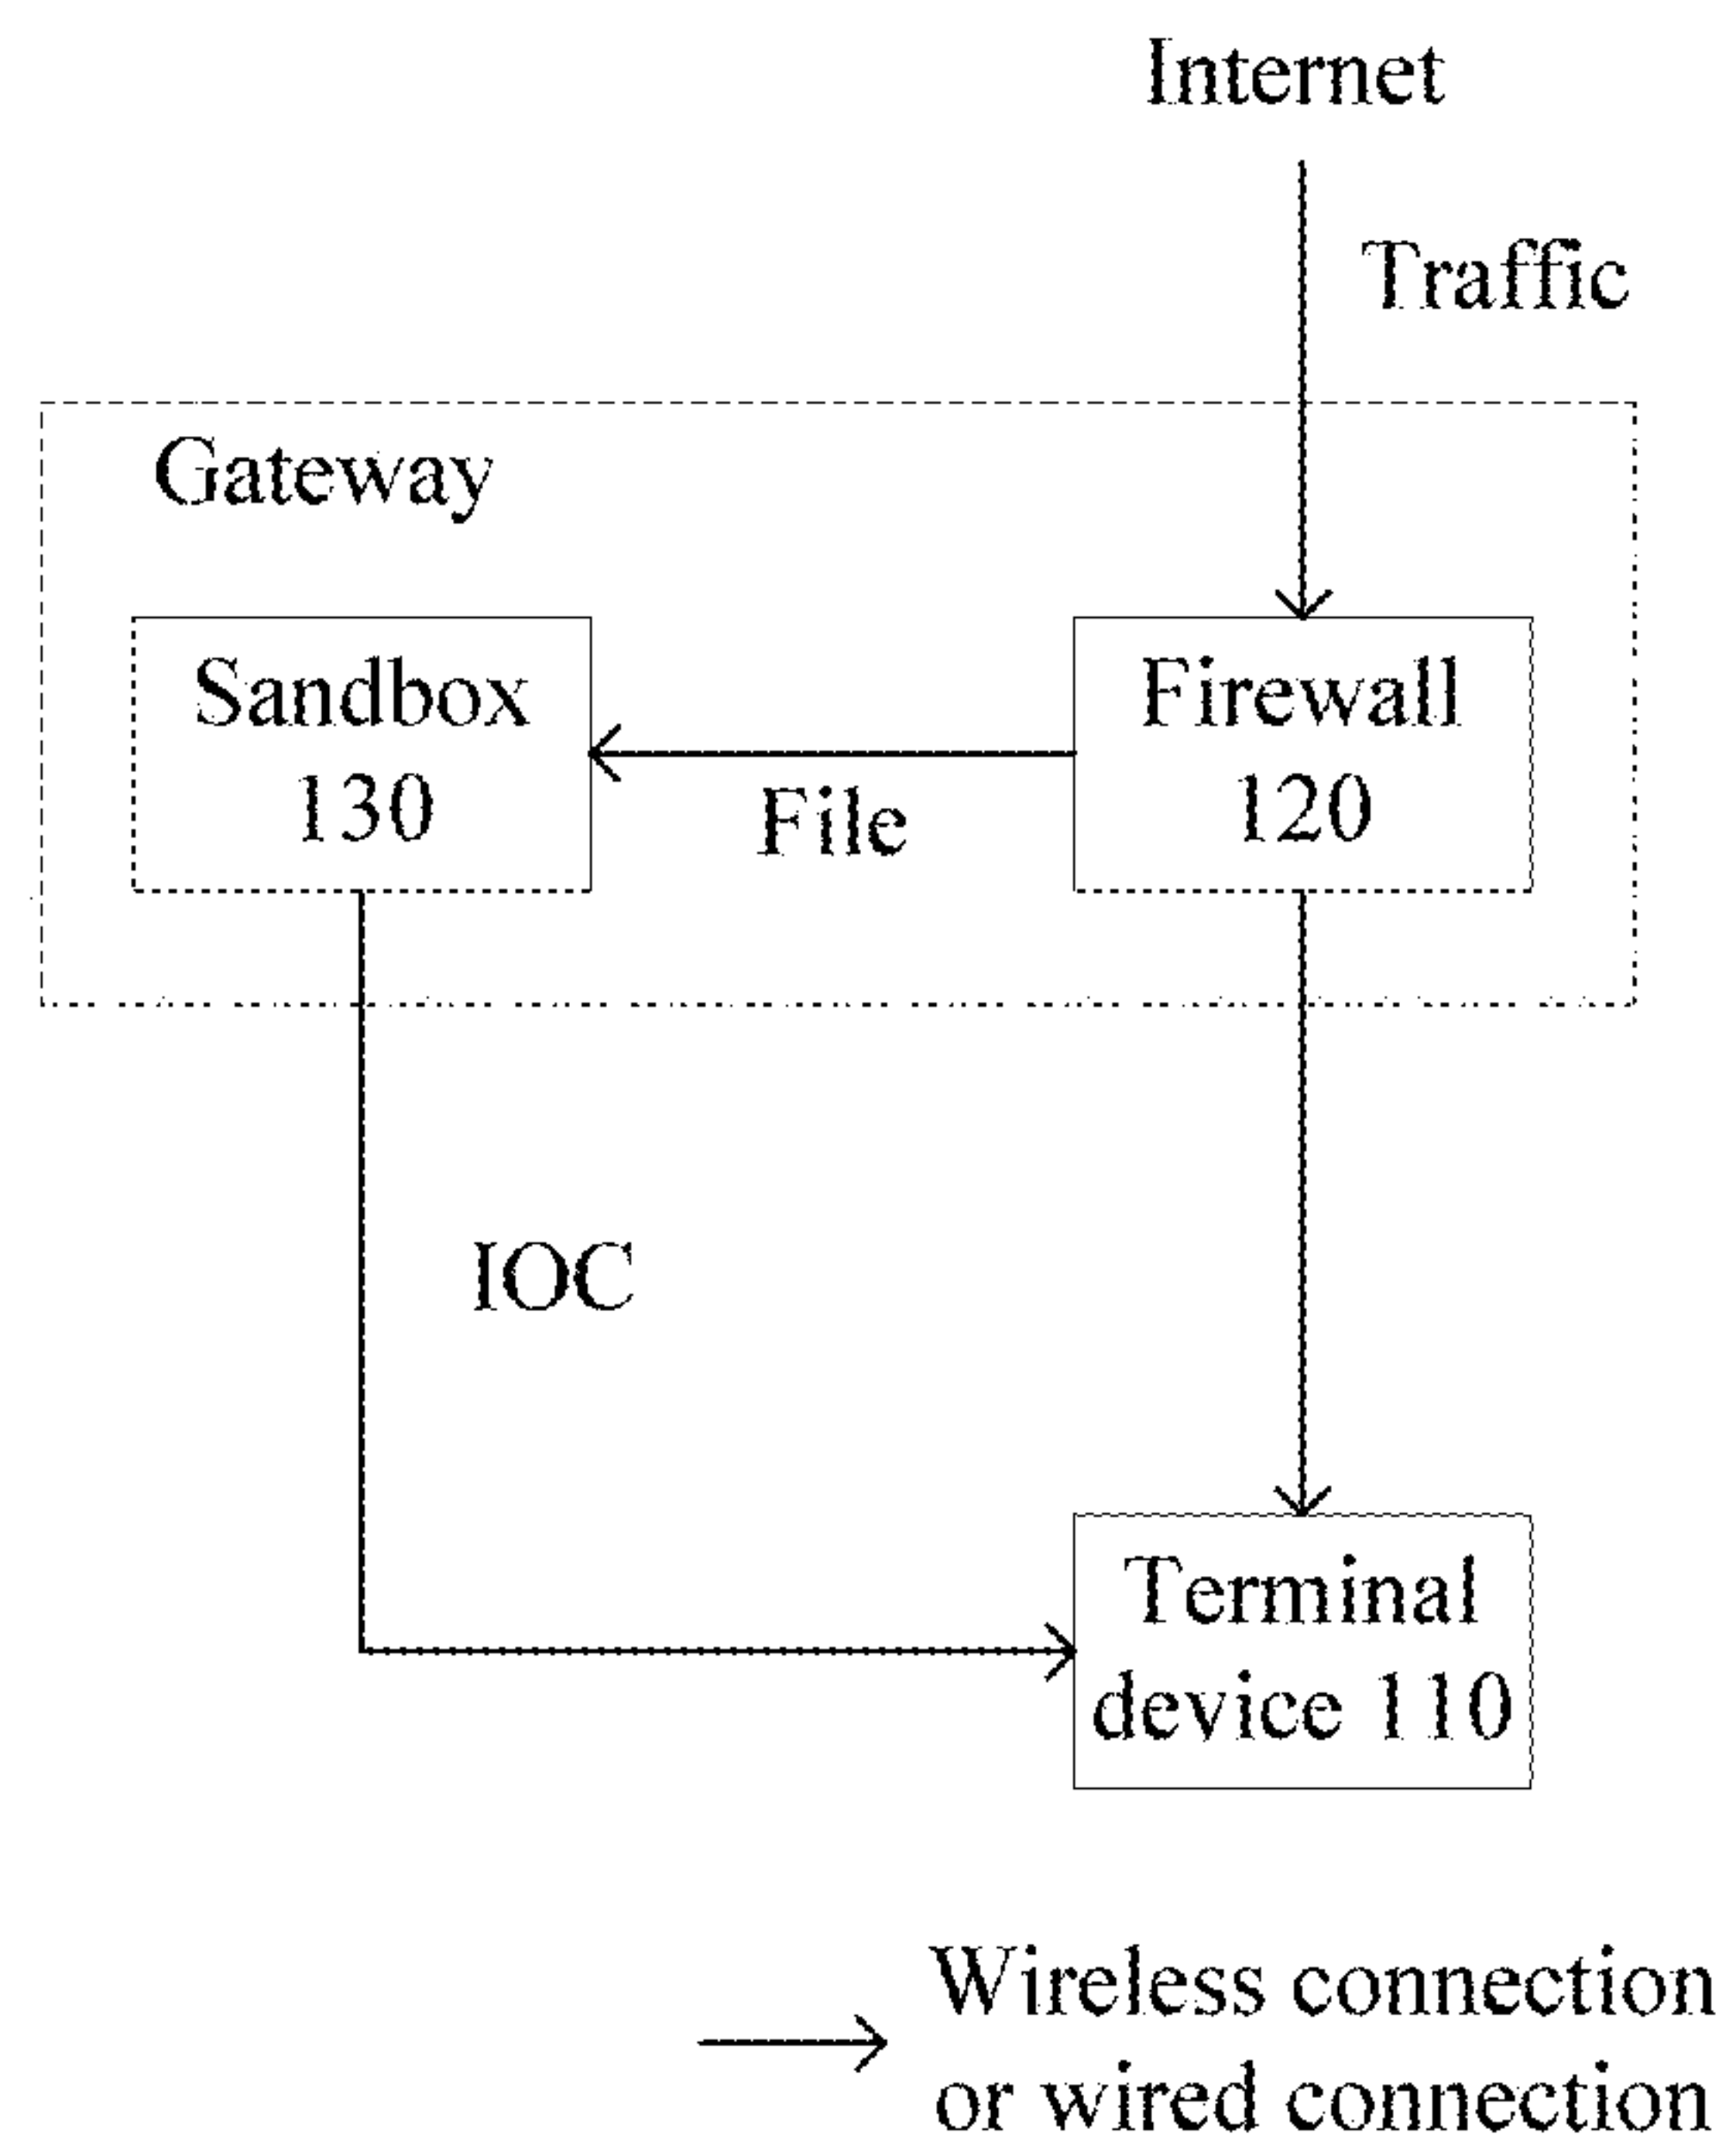 Internet
Traffic
Gateway
Sandbox
130
File
Firewall
120
IOC
Terminal
device 110
Wireless connection
or wired connection